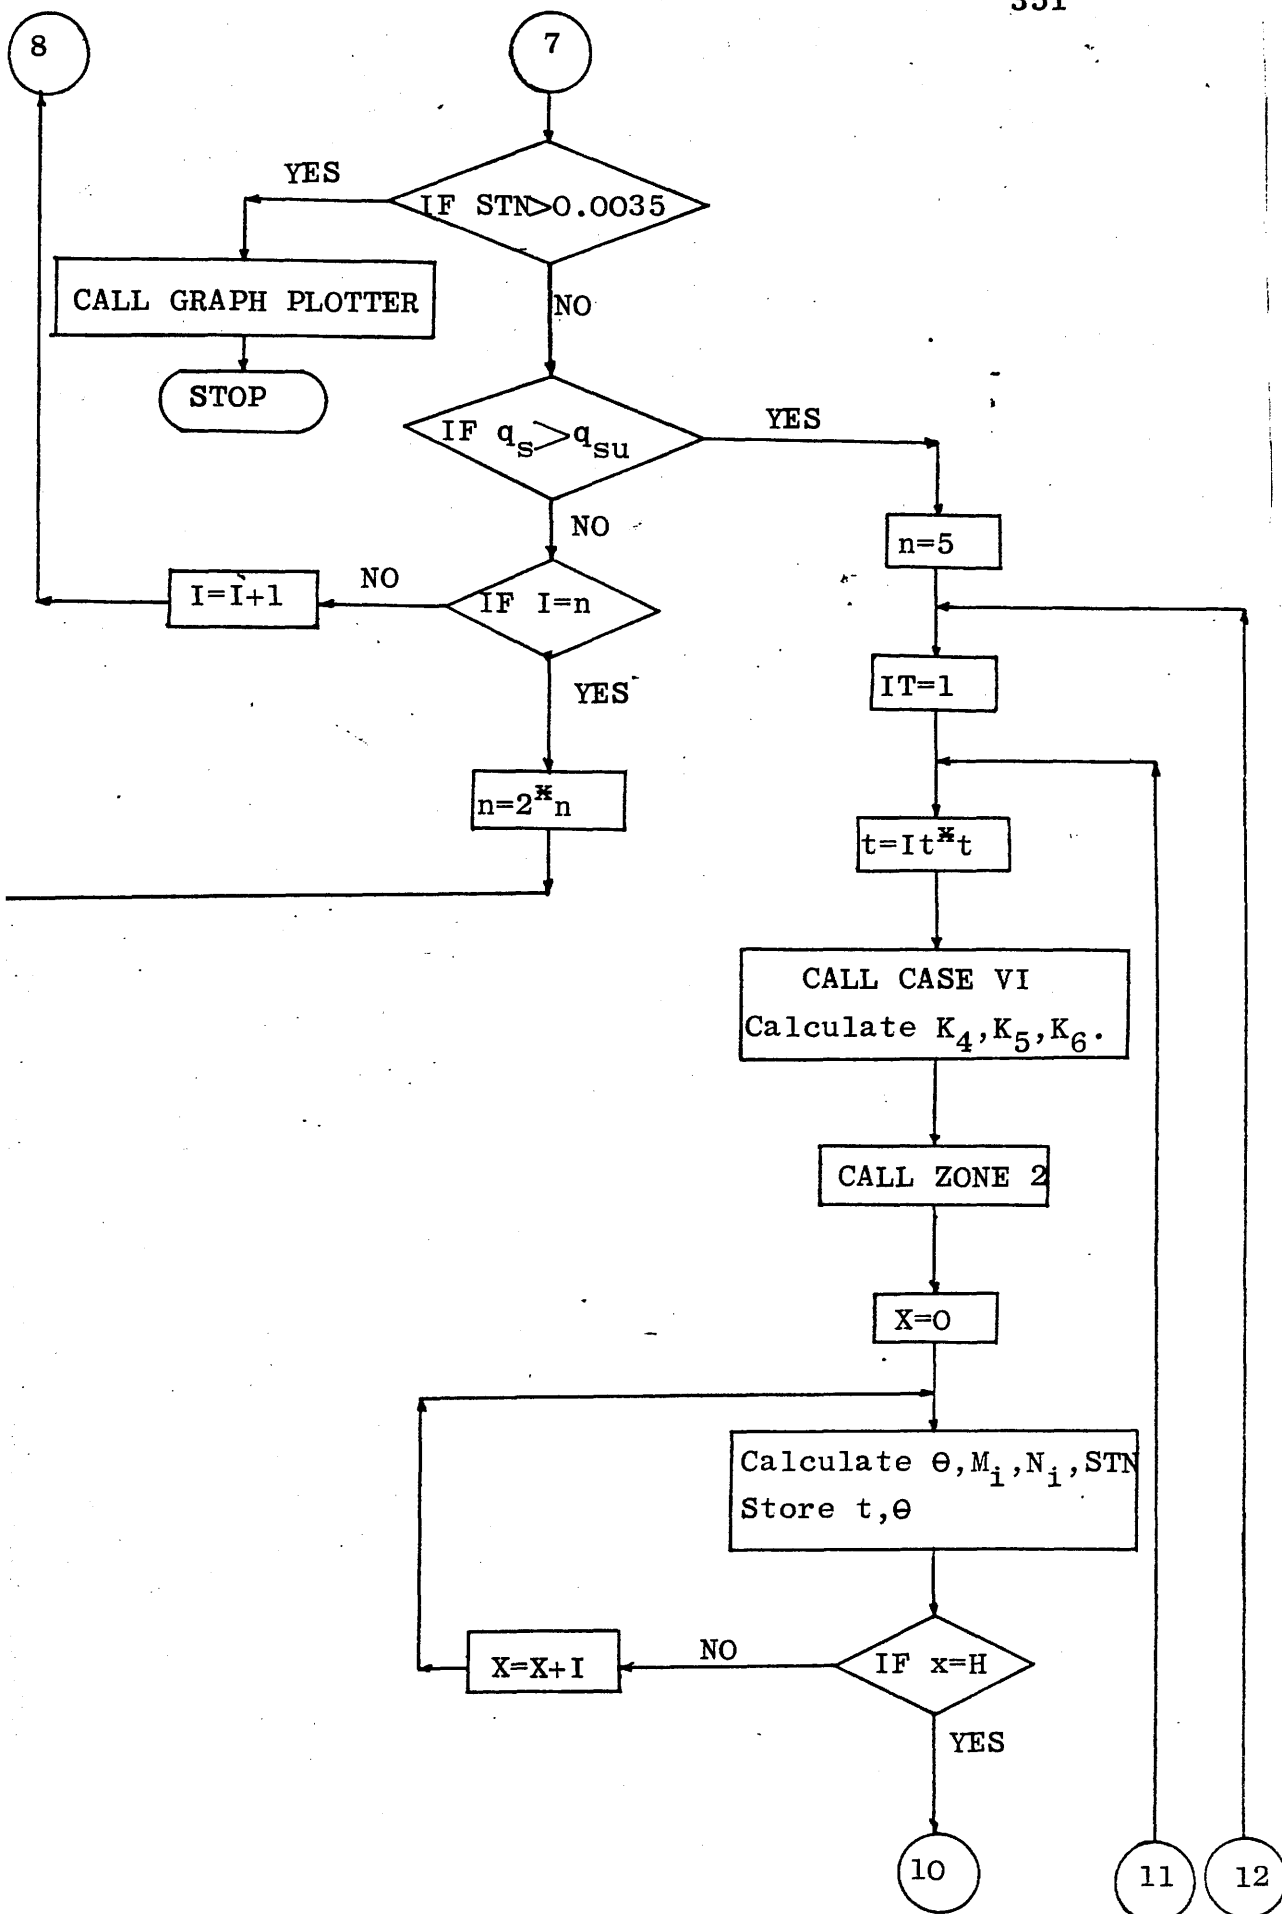 351
8
7
YES
IF STN>0.0035
CALL GRAPH PLOTTER
NO
STOP
IF q_s>q_su
YES
NO
n=5
I=I+1
NO
IF I=n
IT=1
YES
n=2*n
t=It*t
CALL CASE VI
Calculate K_4,K_5,K_6.
CALL ZONE 2
X=0
Calculate θ,M_i,N_i,STN
Store t,θ
X=X+I
NO
IF x=H
YES
10
11
12